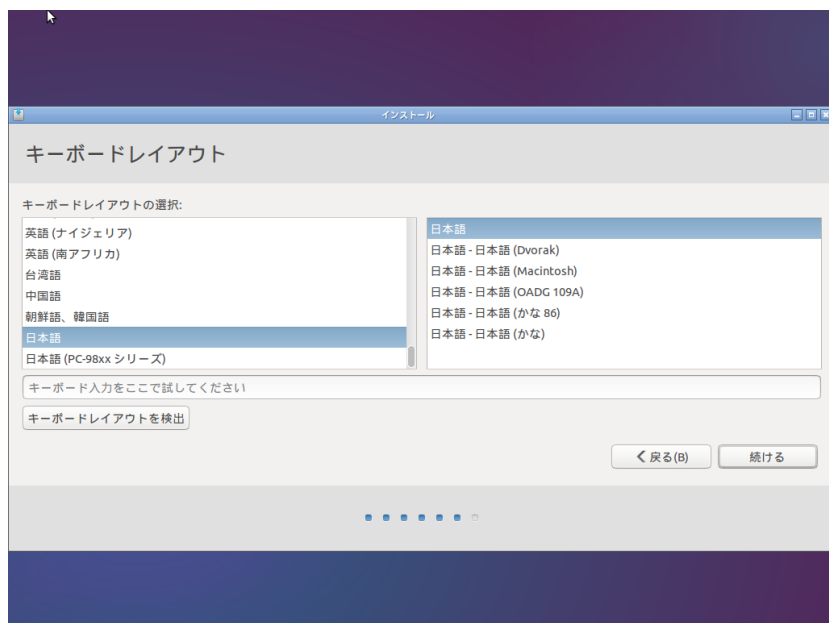 インストール
キーボードレイアウト
キーボードレイアウトの選択:
英語 (ナイジェリア)
英語 (南アフリカ)
台湾語
中国語
朝鮮語、韓国語
日本語
日本語 (PC-98xx シリーズ)
日本語
日本語 - 日本語 (Dvorak)
日本語 - 日本語 (Macintosh)
日本語 - 日本語 (OADG 109A)
日本語 - 日本語 (かな 86)
日本語 - 日本語 (かな)
キーボード入力をここで試してください
キーボードレイアウトを検出
戻る(B)
続ける